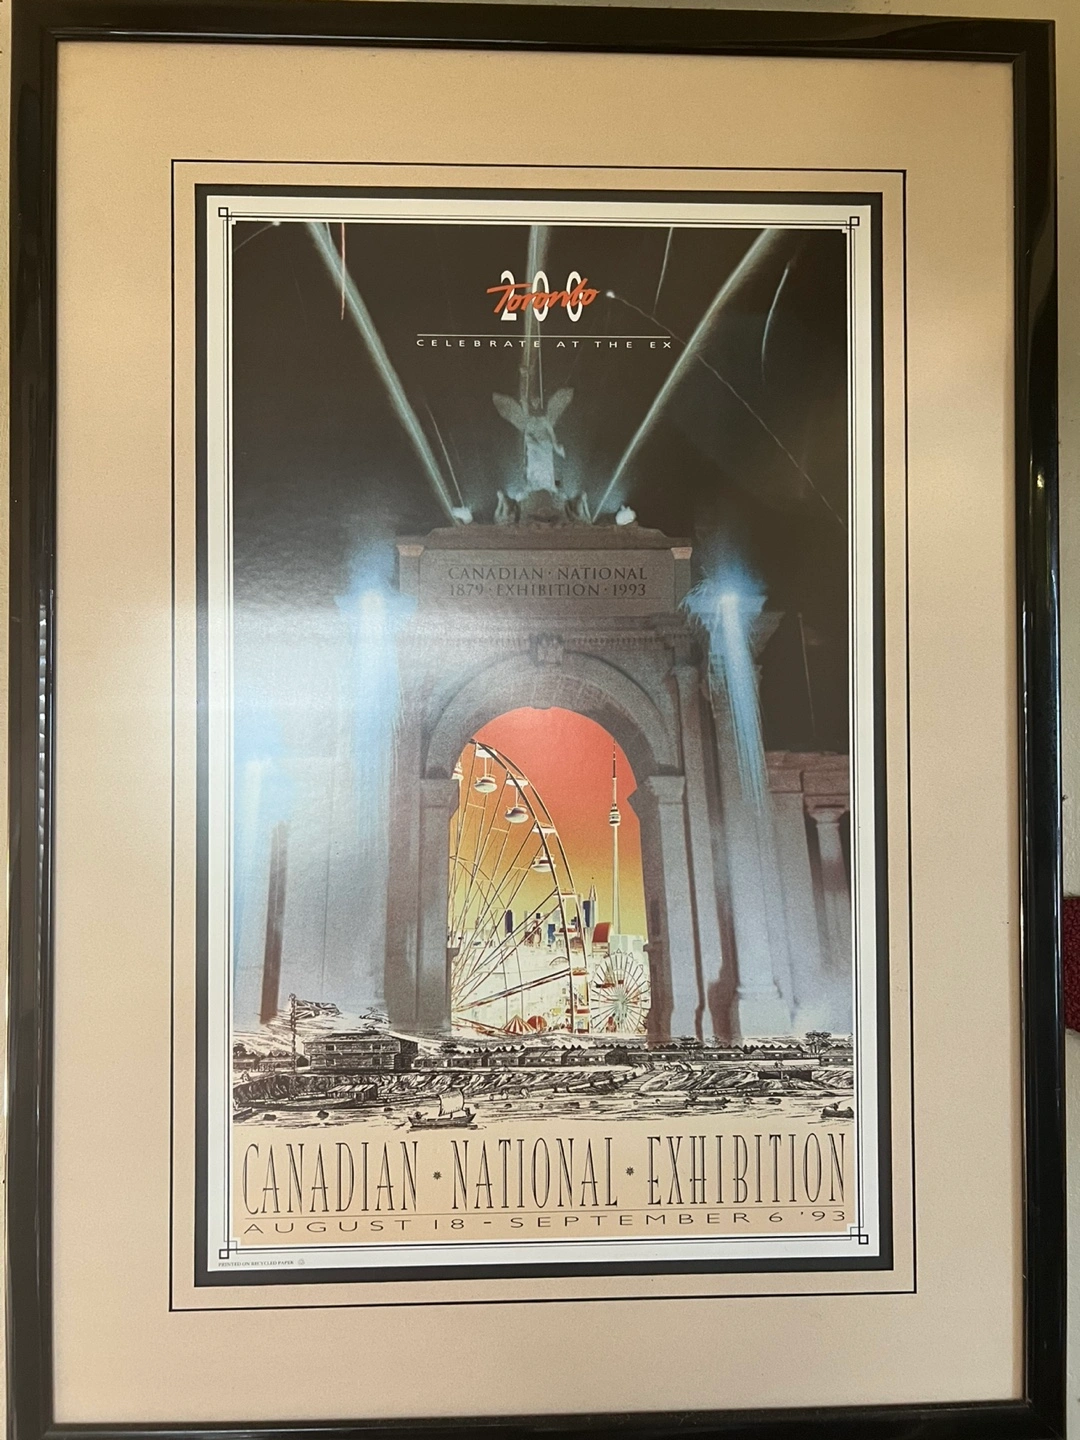 200
Toronto
CELEBRATE AT THE EX
CANADIAN · NATIONAL
1879 · EXHIBITION · 1993
CANADIAN * NATIONAL * EXHIBITION
AUGUST 18 - SEPTEMBER 6 '93
PRINTED ON RECYCLED PAPER